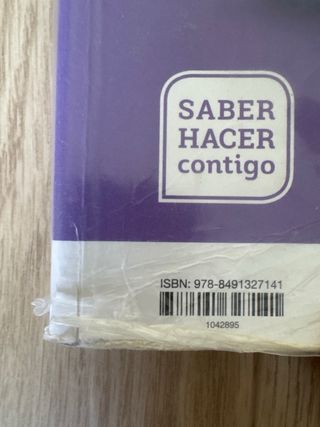 SABER
HACER
contigo
ISBN: 978-8491327141
1042895